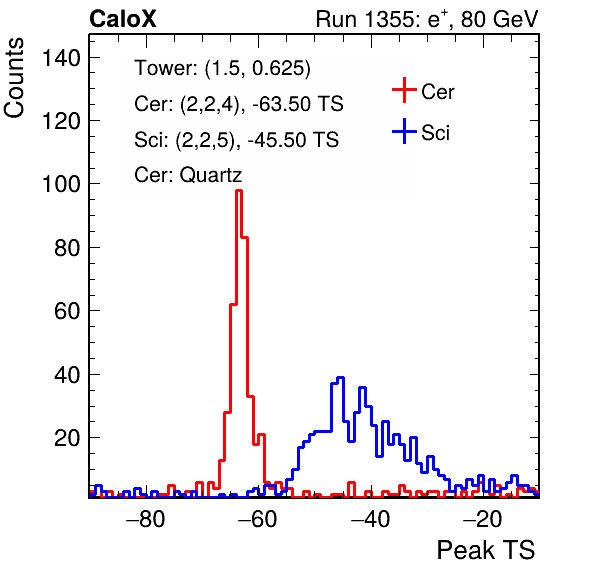 CaloX
Run 1355: e+, 80 GeV
Counts
140
120
100
80
60
40
20
Tower: (1.5, 0.625)
Cer: (2,2,4), -63.50 TS
Sci: (2,2,5), -45.50 TS
Cer: Quartz
Cer
Sci
−80
−60
−40
−20
Peak TS